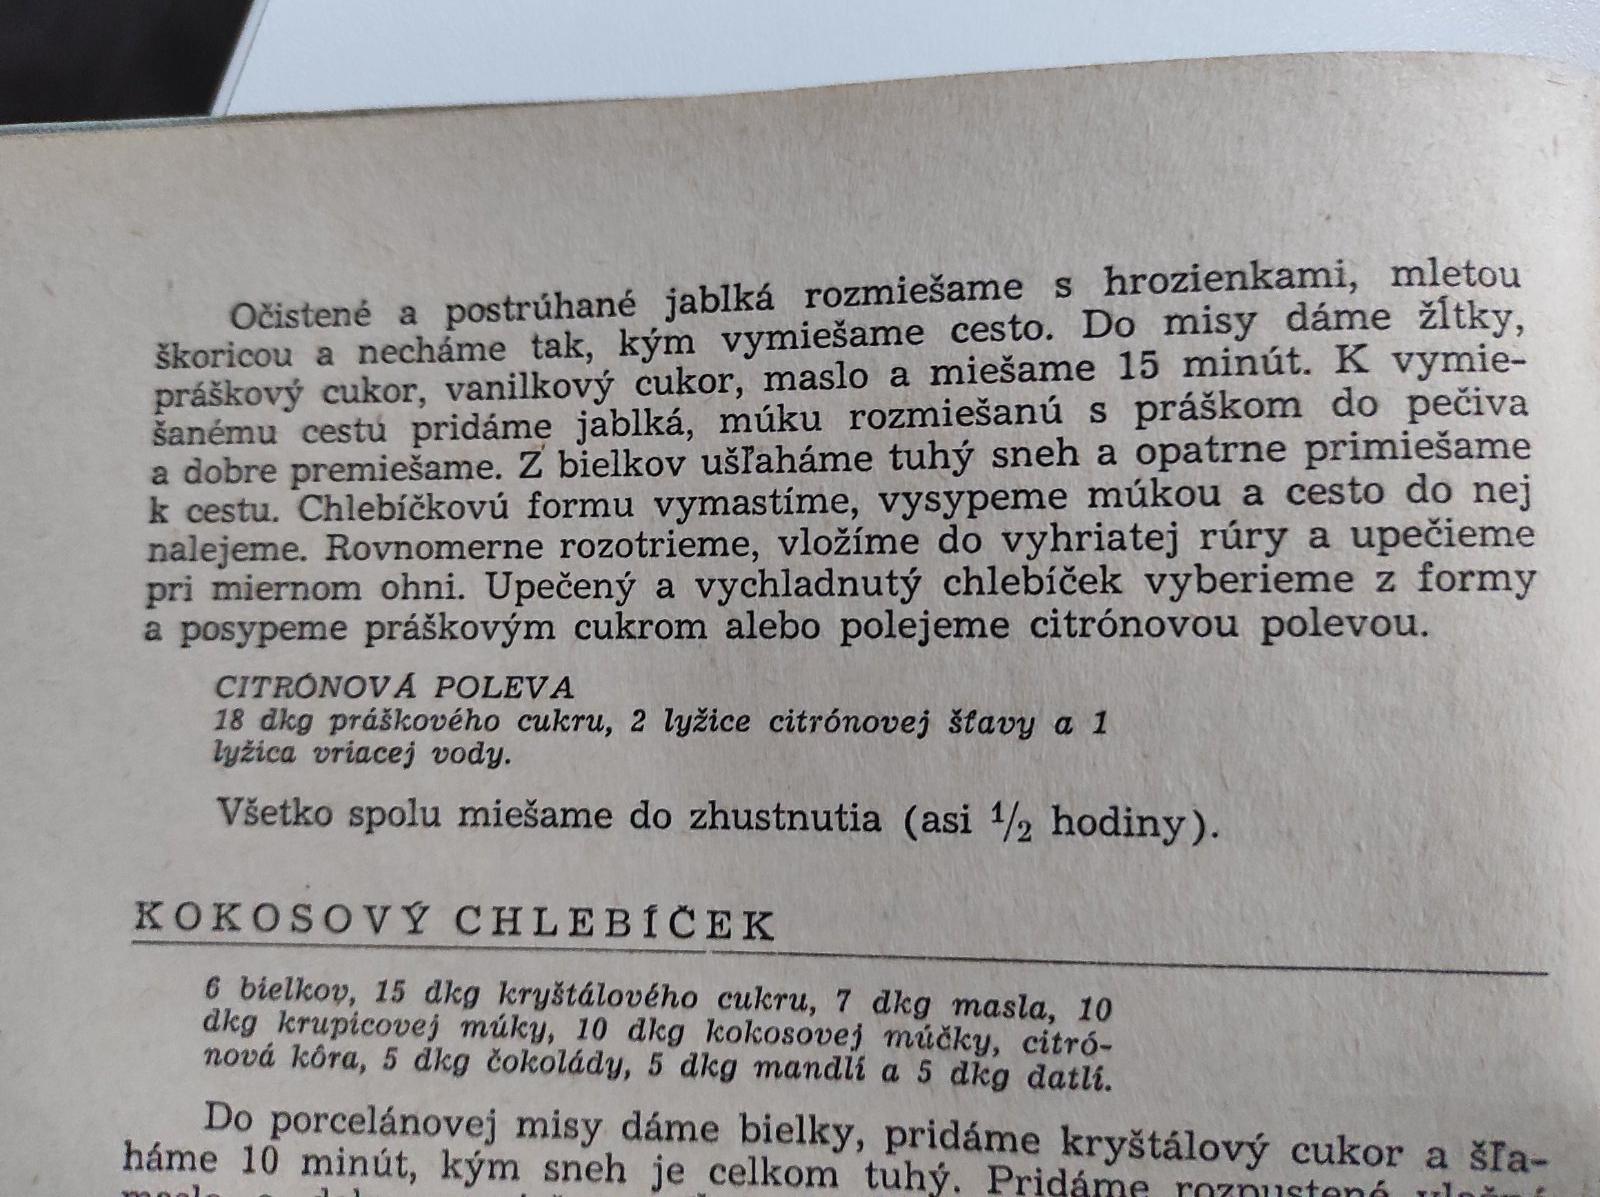 Očistené a postrúhané jablká rozmiešame s hrozienkami, mletou
škoricou a necháme tak, kým vymiešame cesto. Do misy dáme žĺtky,
práškový cukor, vanilkový cukor, maslo a miešame 15 minút. K vymie-
šanému cestu pridáme jablká, múku rozmiešanú s práškom do pečiva
a dobre premiešame. Z bielkov ušľaháme tuhý sneh a opatrne primiešame
k cestu. Chlebíčkovú formu vymastíme, vysypeme múkou a cesto do nej
nalejeme. Rovnomerne rozotrieme, vložíme do vyhriatej rúry a upečieme
pri miernom ohni. Upečený a vychladnutý chlebíček vyberieme z formy
a posypeme práškovým cukrom alebo polejeme citrónovou polevou.
CITRÓNOVÁ POLEVA
18 dkg práškového cukru, 2 lyžice citrónovej šťavy a 1
lyžica vriacej vody.
Všetko spolu miešame do zhustnutia (asi 1/2 hodiny).
KOKOSOVÝ CHLEBÍČEK
6 bielkov, 15 dkg kryštálového cukru, 7 dkg masla, 10
dkg krupicovej múky, 10 dkg kokosovej múčky, citró-
nová kôra, 5 dkg čokolády, 5 dkg mandlí a 5 dkg datlí.
Do porcelánovej misy dáme bielky, pridáme kryštálový cukor a šľa-
háme 10 minút, kým sneh je celkom tuhý. Pridáme rozpustené